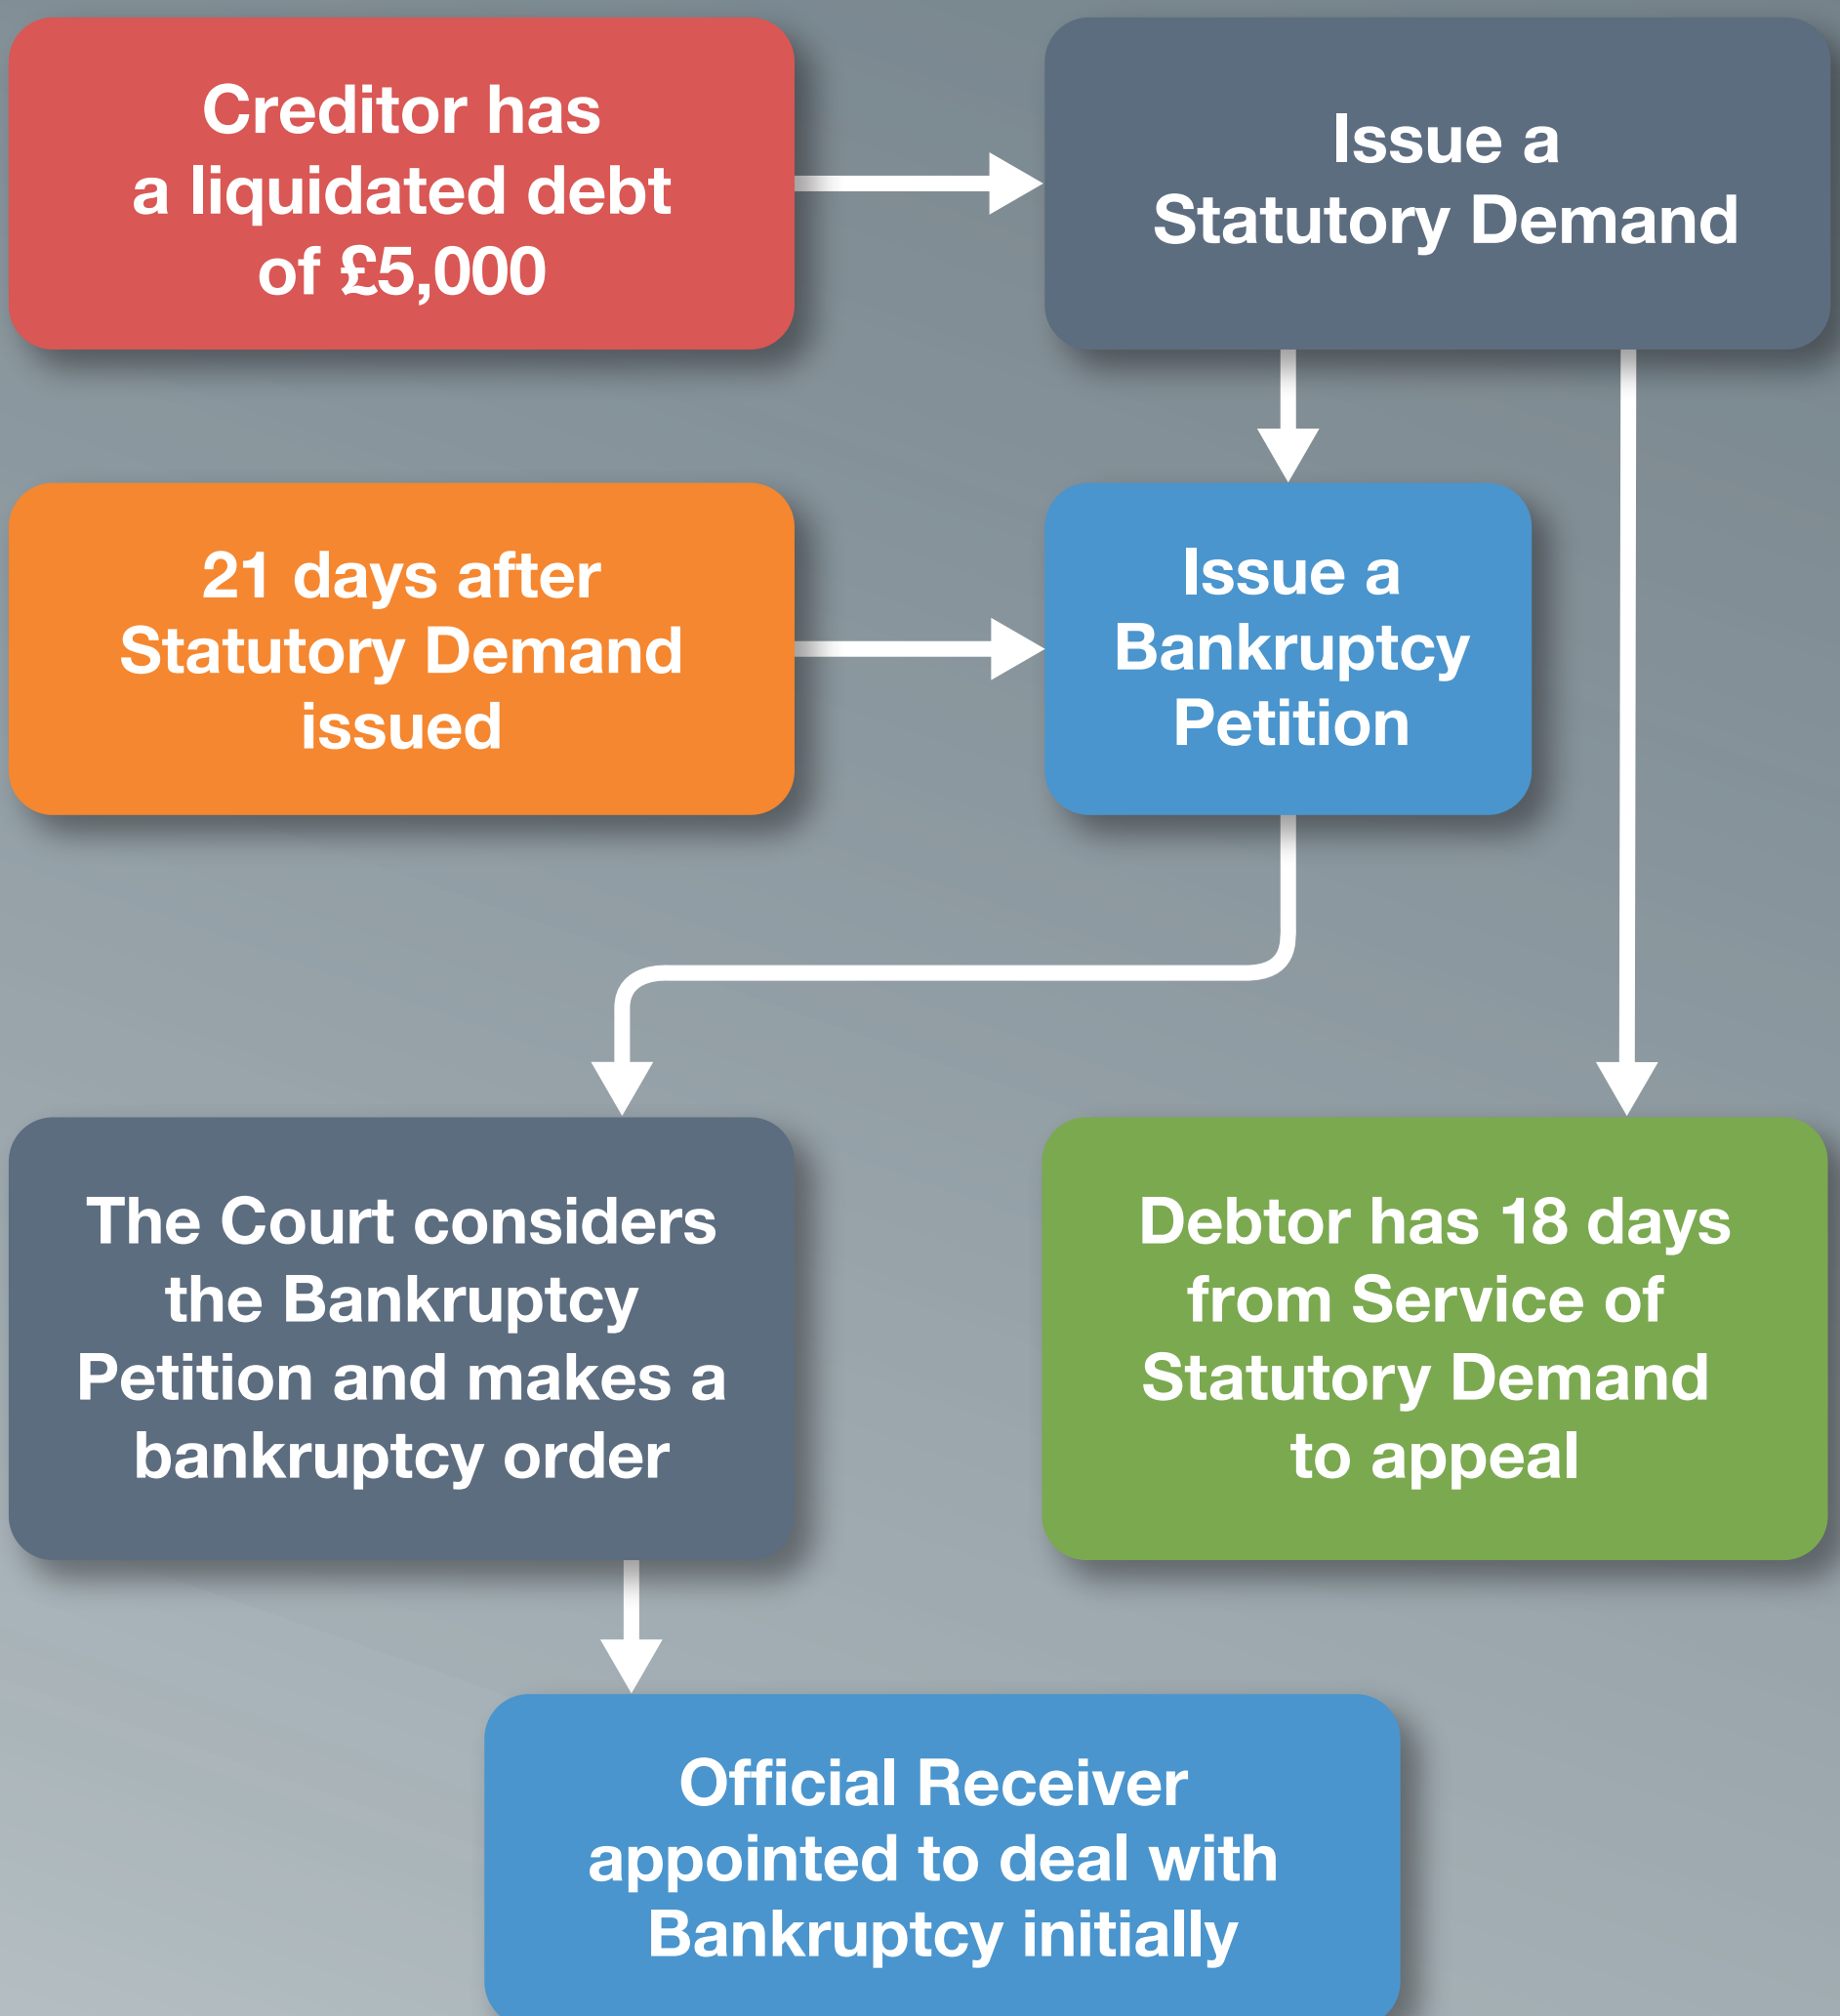 Creditor has
a liquidated debt
of £5,000
Issue a
Statutory Demand
21 days after
Statutory Demand
issued
Issue a
Bankruptcy
Petition
The Court considers
the Bankruptcy
Petition and makes a
bankruptcy order
Debtor has 18 days
from Service of
Statutory Demand
to appeal
Official Receiver
appointed to deal with
Bankruptcy initially